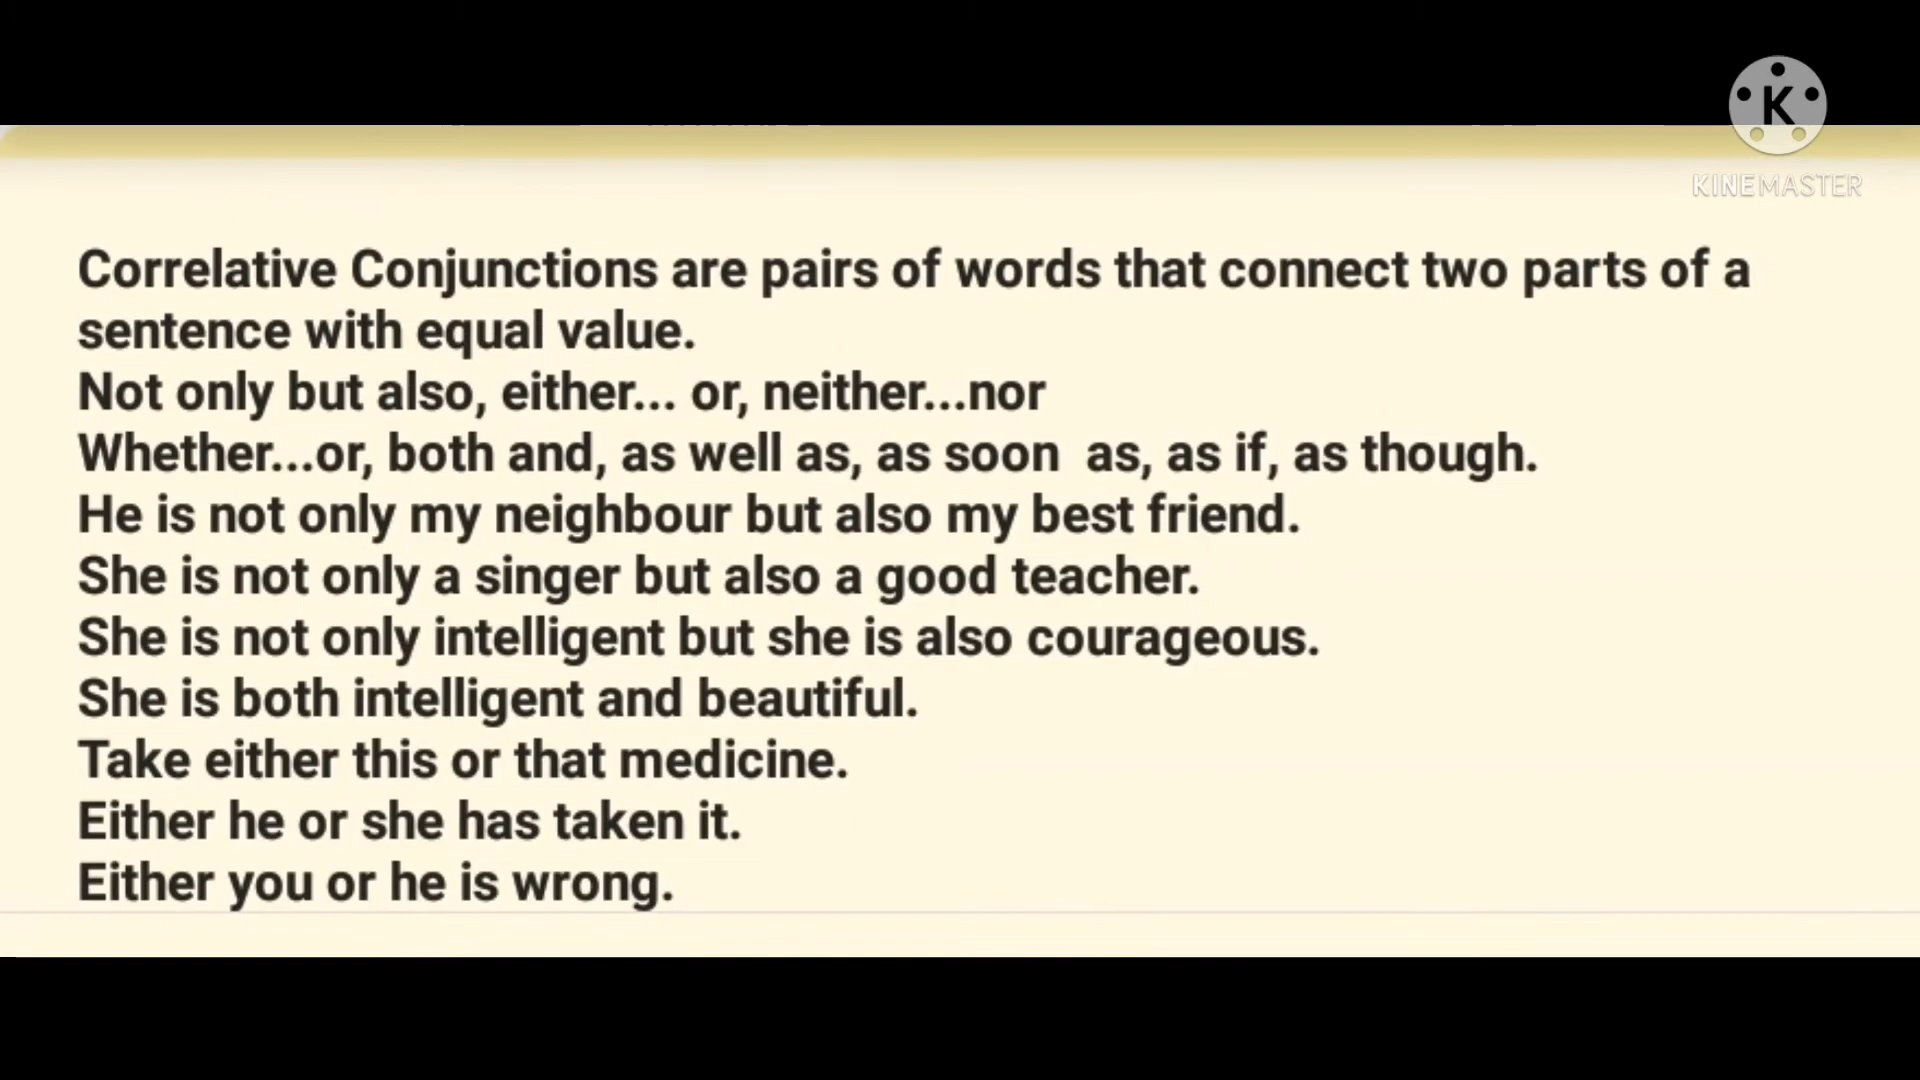 K
KINEMASTER
Correlative Conjunctions are pairs of words that connect two parts of a
sentence with equal value.
Not only but also, either... or, neither...nor
Whether...or, both and, as well as, as soon  as, as if, as though.
He is not only my neighbour but also my best friend.
She is not only a singer but also a good teacher.
She is not only intelligent but she is also courageous.
She is both intelligent and beautiful.
Take either this or that medicine.
Either he or she has taken it.
Either you or he is wrong.